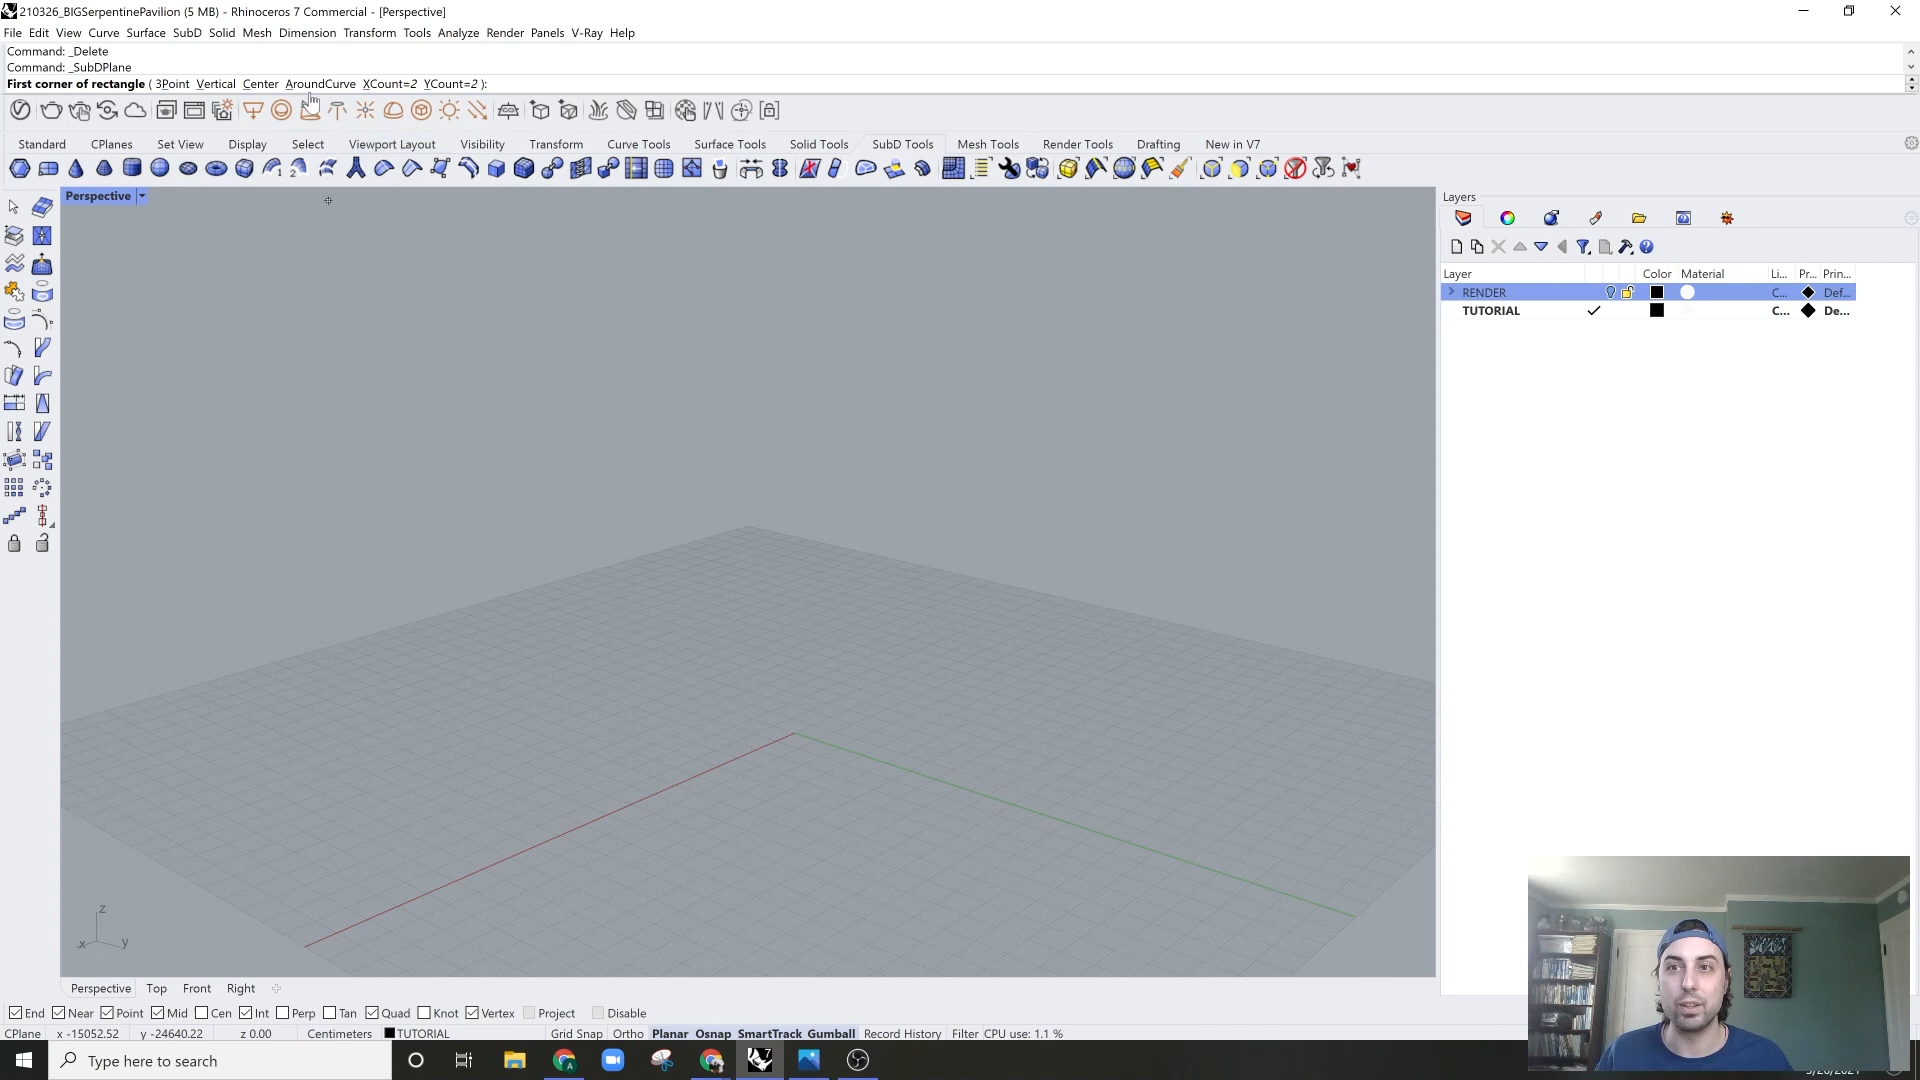 210326_BIGSerpentinePavilion (5 MB) - Rhinoceros 7 Commercial - [Perspective]
File Edit View Curve Surface SubD Solid Mesh Dimension Transform Tools Analyze Render Panels V-Ray Help
Command: _Delete
Command: _SubDPlane
First corner of rectangle ( 3Point Vertical Center AroundCurve XCount=2 YCount=2 ):
Standard CPlanes Set View Display Select Viewport Layout Visibility Transform Curve Tools Surface Tools Solid Tools SubD Tools Mesh Tools Render Tools Drafting New in V7
Perspective
Layers
Layer Color Material Li... Pr... Prin...
RENDER C... Def...
TUTORIAL C... De...
z
x y
Perspective Top Front Right
End Near Point Mid Cen Int Perp Tan Quad Knot Vertex Project Disable
CPlane x -15052.52 y -24640.22 z 0.00 Centimeters TUTORIAL Grid Snap Ortho Planar Osnap SmartTrack Gumball Record History Filter CPU use: 1.1 %
Type here to search